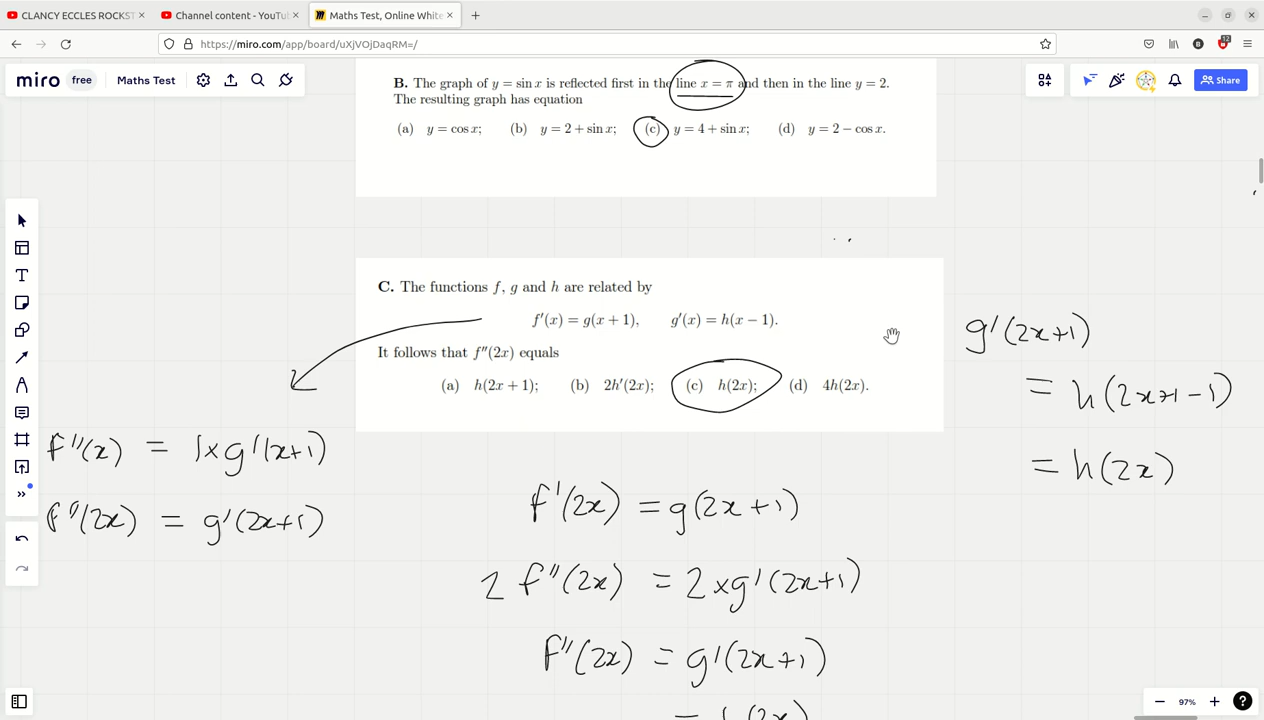 CLANCY ECCLES ROCKST
Channel content - YouTu
Maths Test, Online White
https://miro.com/app/board/uXjVOjDaqRM=/
12
miro free Maths Test
Share
B. The graph of y = sin x is reflected first in the line x = π and then in the line y = 2.
The resulting graph has equation
(a) y = cos x; (b) y = 2 + sin x; (c) y = 4 + sin x; (d) y = 2 − cos x.
C. The functions f, g and h are related by
f′(x) = g(x + 1), g′(x) = h(x − 1).
It follows that f″(2x) equals
(a) h(2x + 1); (b) 2h′(2x); (c) h(2x); (d) 4h(2x).
g'(2x+1)
= h(2x+1-1)
= h(2x)
f''(x) = 1×g'(x+1)
f''(2x) = g'(2x+1)
f'(2x) = g(2x+1)
2 f''(2x) = 2×g'(2x+1)
f''(2x) = g'(2x+1)
= h(2x)
97%